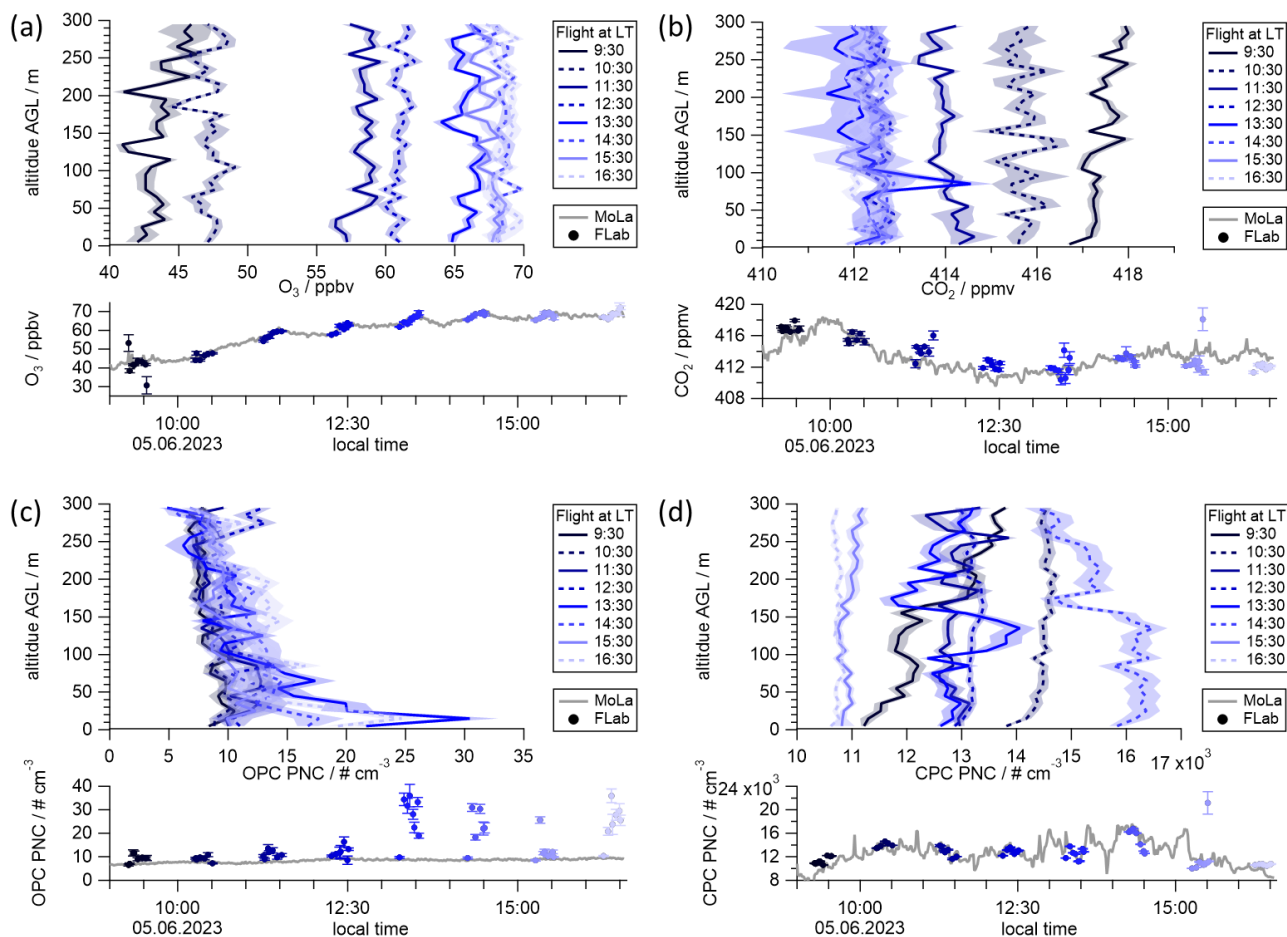 (a)
300
250
200
150
100
50
0
altitdue AGL / m
40 45 50 55 60 65 70
O3 / ppbv
Flight at LT
9:30
10:30
11:30
12:30
13:30
14:30
15:30
16:30
MoLa
FLab
70
60
50
40
30
O3 / ppbv
10:00 12:30 15:00
05.06.2023 local time
(b)
300
250
200
150
100
50
0
altitdue AGL / m
410 412 414 416 418
CO2 / ppmv
Flight at LT
9:30
10:30
11:30
12:30
13:30
14:30
15:30
16:30
MoLa
FLab
420
416
412
408
CO2 / ppmv
10:00 12:30 15:00
05.06.2023 local time
(c)
300
250
200
150
100
50
0
altitdue AGL / m
0 5 10 15 20 25 30 35
OPC PNC / # cm-3
Flight at LT
9:30
10:30
11:30
12:30
13:30
14:30
15:30
16:30
MoLa
FLab
40
30
20
10
0
OPC PNC / # cm-3
10:00 12:30 15:00
05.06.2023 local time
(d)
300
250
200
150
100
50
0
altitdue AGL / m
10 11 12 13 14 15 16 17 x10³
CPC PNC / # cm-3
Flight at LT
9:30
10:30
11:30
12:30
13:30
14:30
15:30
16:30
MoLa
FLab
24 x10³
20
16
12
8
CPC PNC / # cm-3
10:00 12:30 15:00
05.06.2023 local time